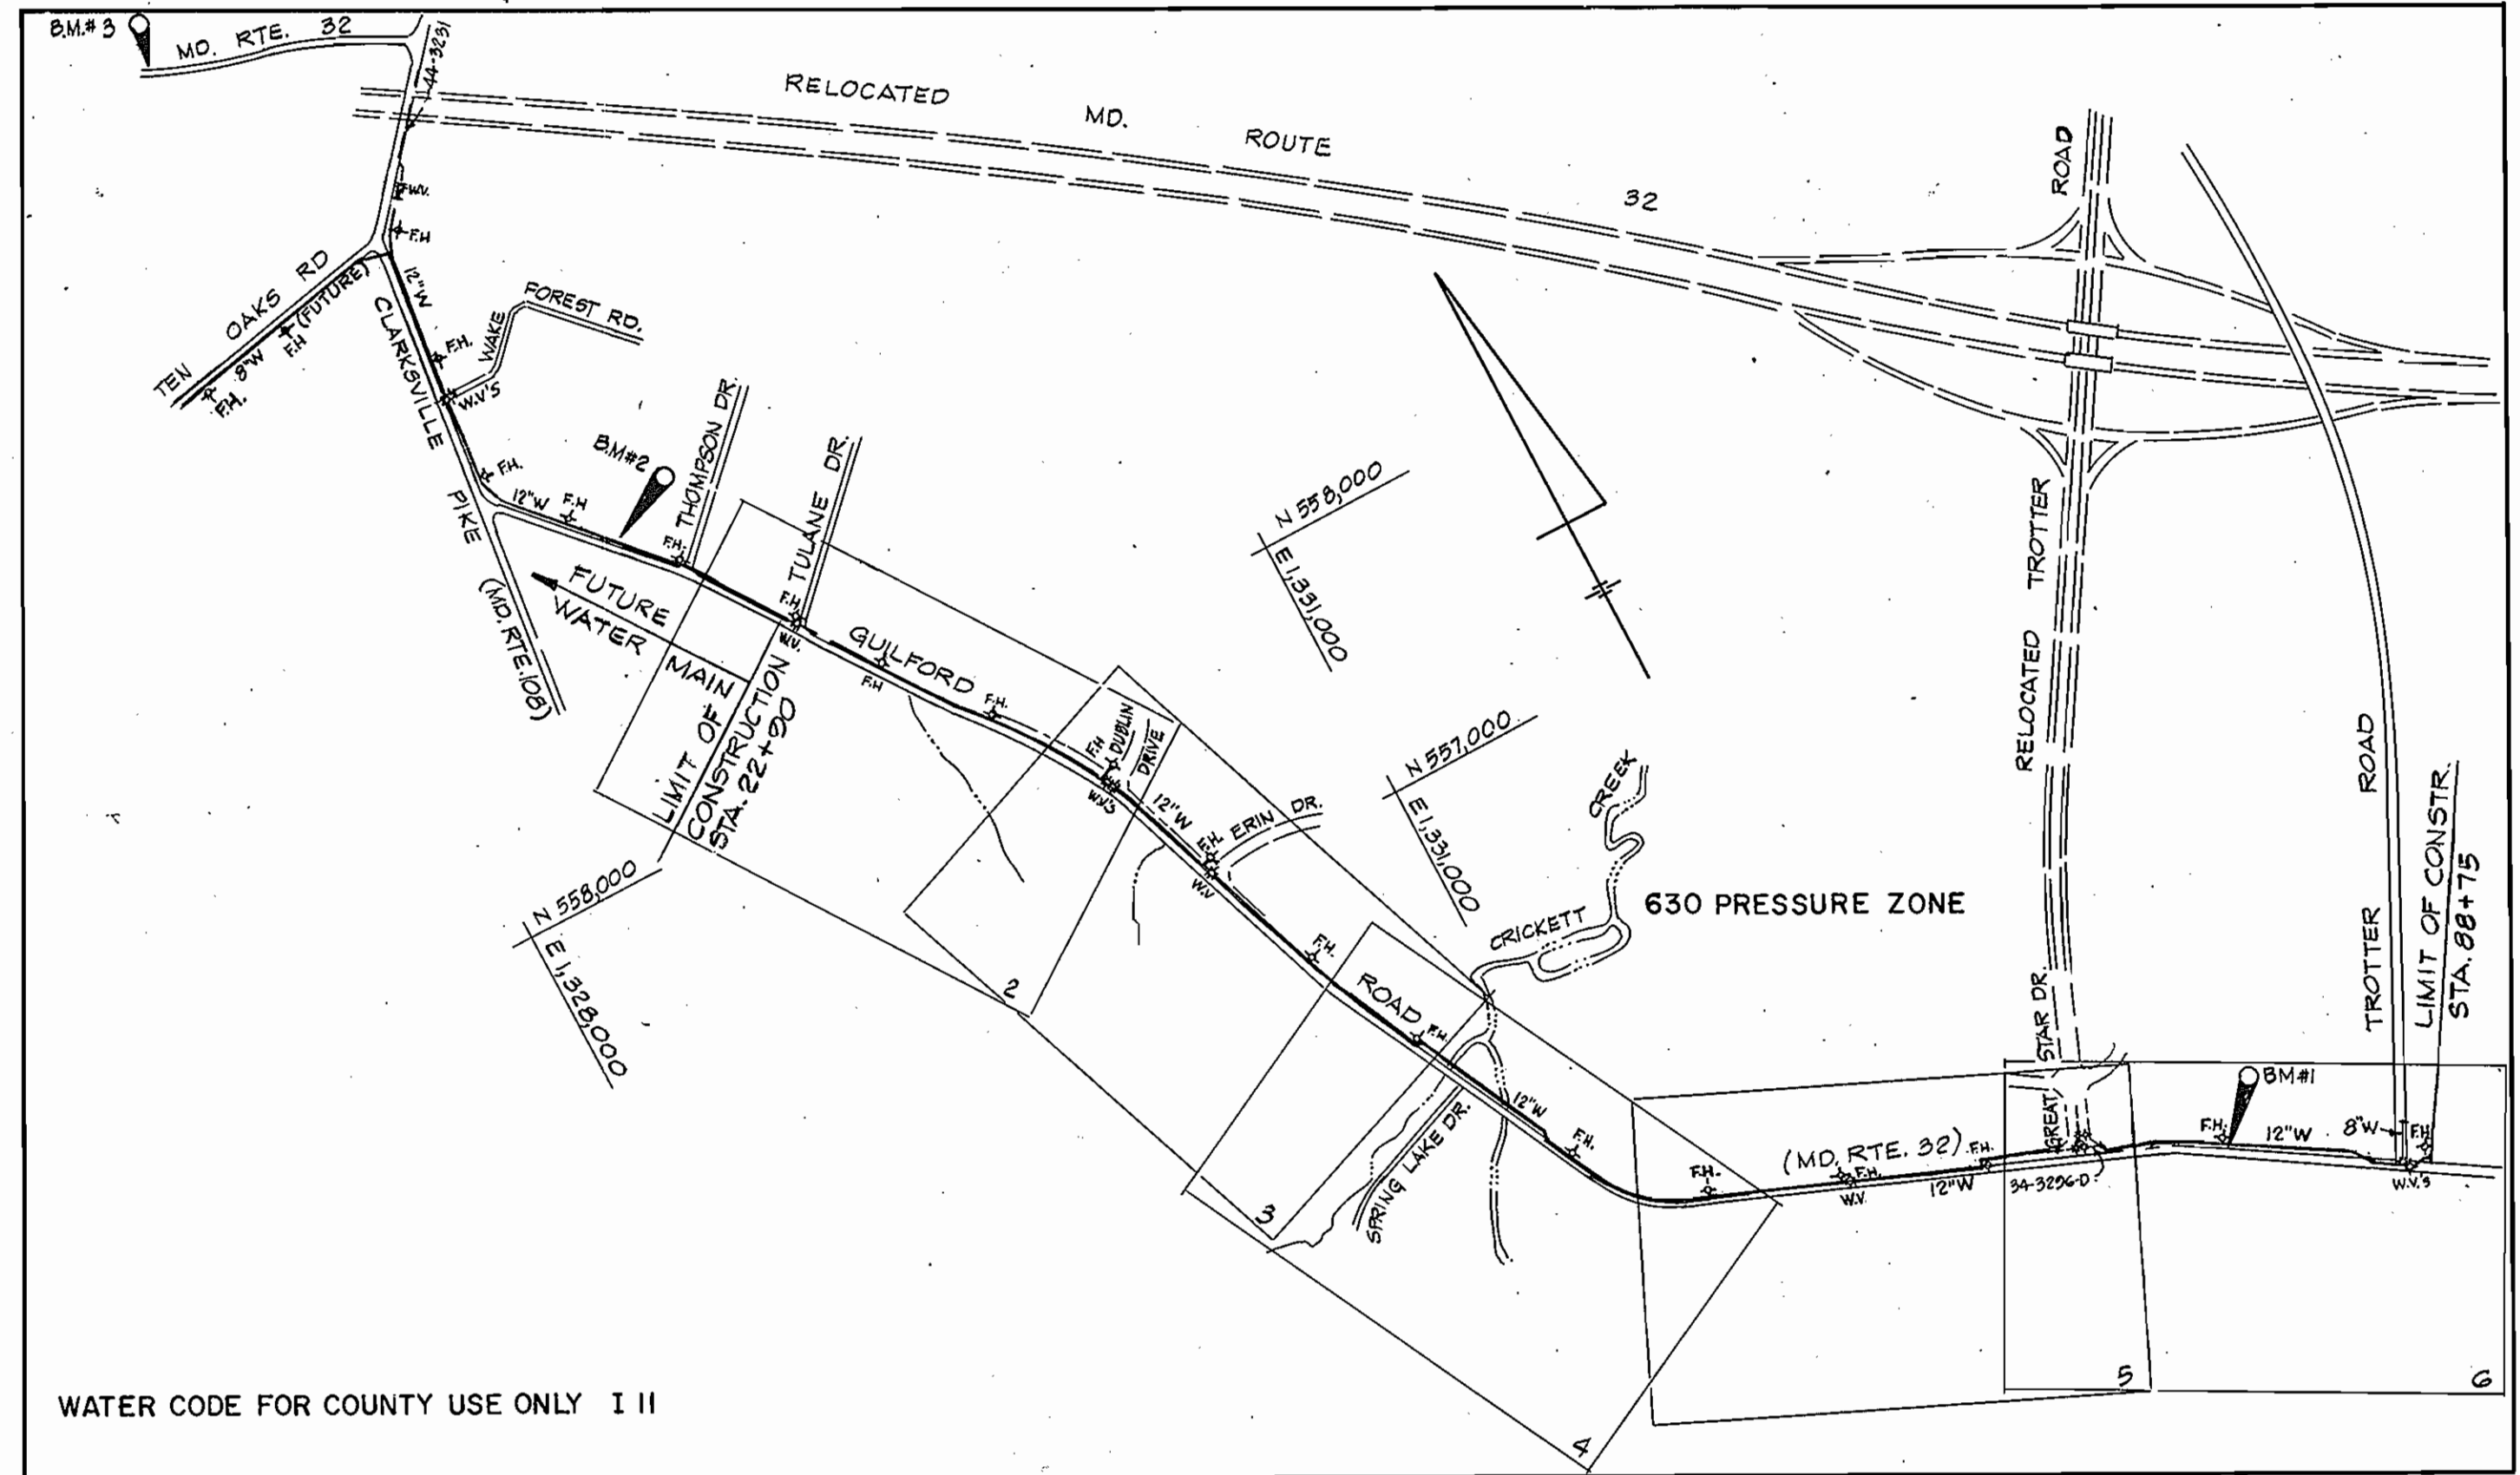 B.M.# 3
MD. RTE. 32
44-3231
RELOCATED MD. ROUTE 32
F.H
TEN OAKS RD
(FUTURE)
8"W
F.H
F.H.
12"W
CLARKSVILLE PIKE (MD. RTE. 108)
F.H.
WAKE FOREST RD.
W.V'S
F.H.
12"W
F.H
B.M#2
F.H.
THOMPSON DR.
TULANE DR.
F.H.
W.V.
FUTURE
WATER MAIN
LIMIT OF
CONSTRUCTION
STA. 22+90
GUILFORD ROAD
F.H
F.H.
F.H
DUBLIN
DRIVE
W.V'S
12"W
F.H.
ERIN DR.
W.V
F.H.
F.H.
N 558,000
E 1,328,000
N 558,000
E 1,331,000
N 557,000
E 1,331,000
CRICKETT CREEK
630 PRESSURE ZONE
SPRING LAKE DR.
12"W
F.H.
F.H.
(MD. RTE. 32)
F.H.
W.V.
12"W
F.H.
34-3296-D
GREAT STAR DR.
RELOCATED TROTTER ROAD
TROTTER ROAD
BM#1
F.H.
12"W
8"W
F.H
W.V.'S
LIMIT OF CONSTR.
STA. 88+75
2
3
4
5
6
WATER CODE FOR COUNTY USE ONLY I 11